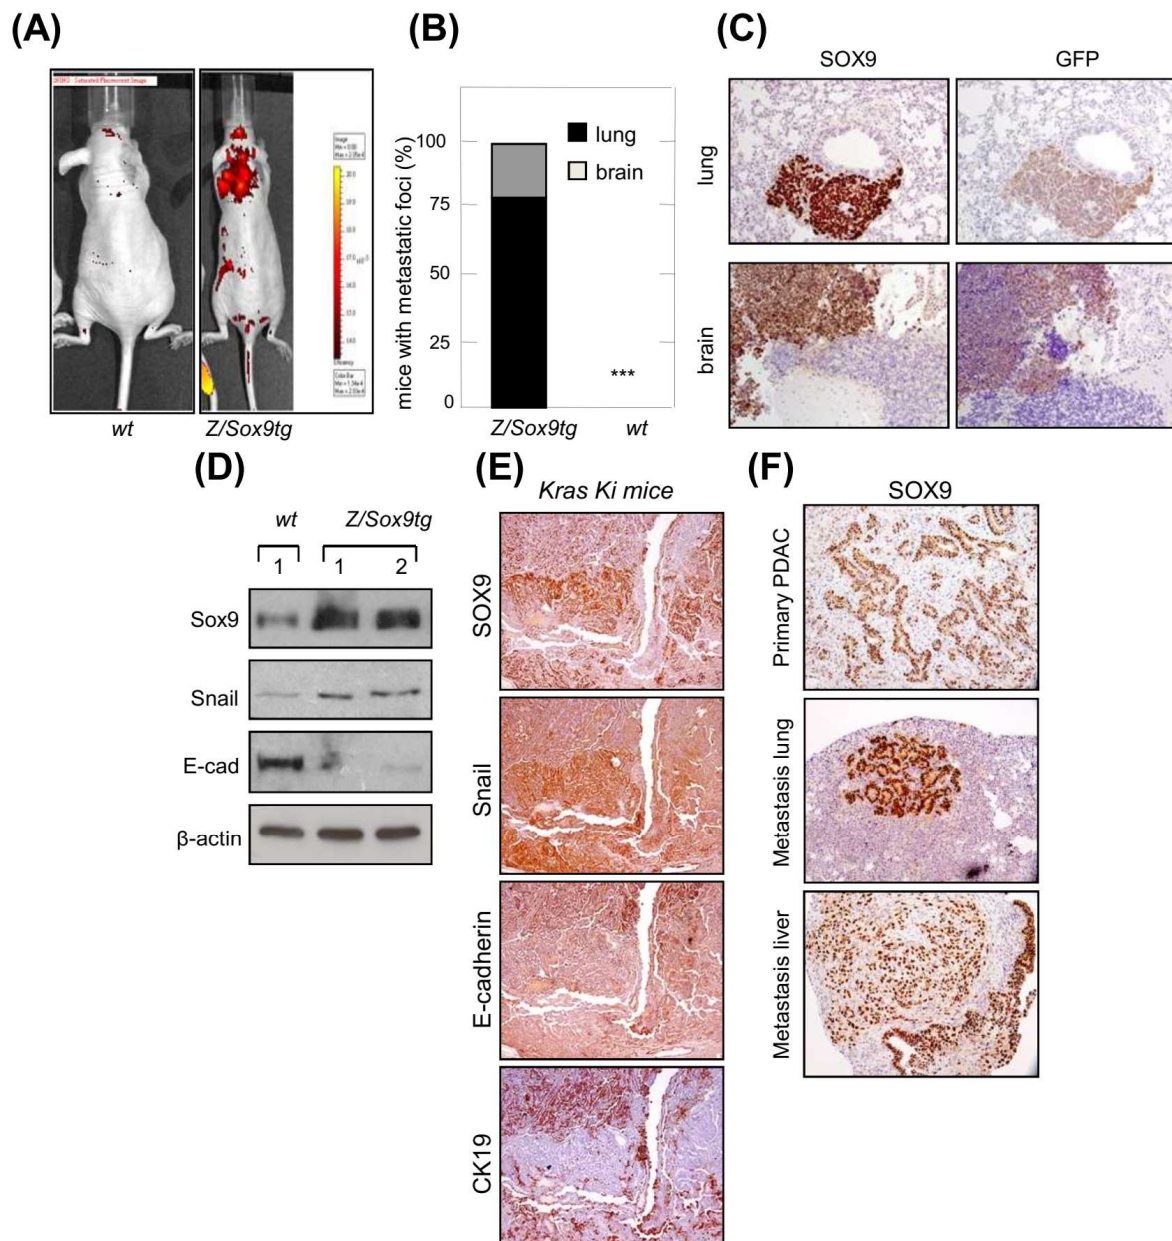 (A)
wt
Z/Sox9tg
(B)
mice with metastatic foci (%)
100
75
50
25
0
lung
brain
***
Z/Sox9tg
wt
(C)
SOX9
GFP
lung
brain
(D)
wt
Z/Sox9tg
1
1
2
Sox9
Snail
E-cad
β-actin
(E)
Kras Ki mice
SOX9
Snail
E-cadherin
CK19
(F)
SOX9
Primary PDAC
Metastasis lung
Metastasis liver